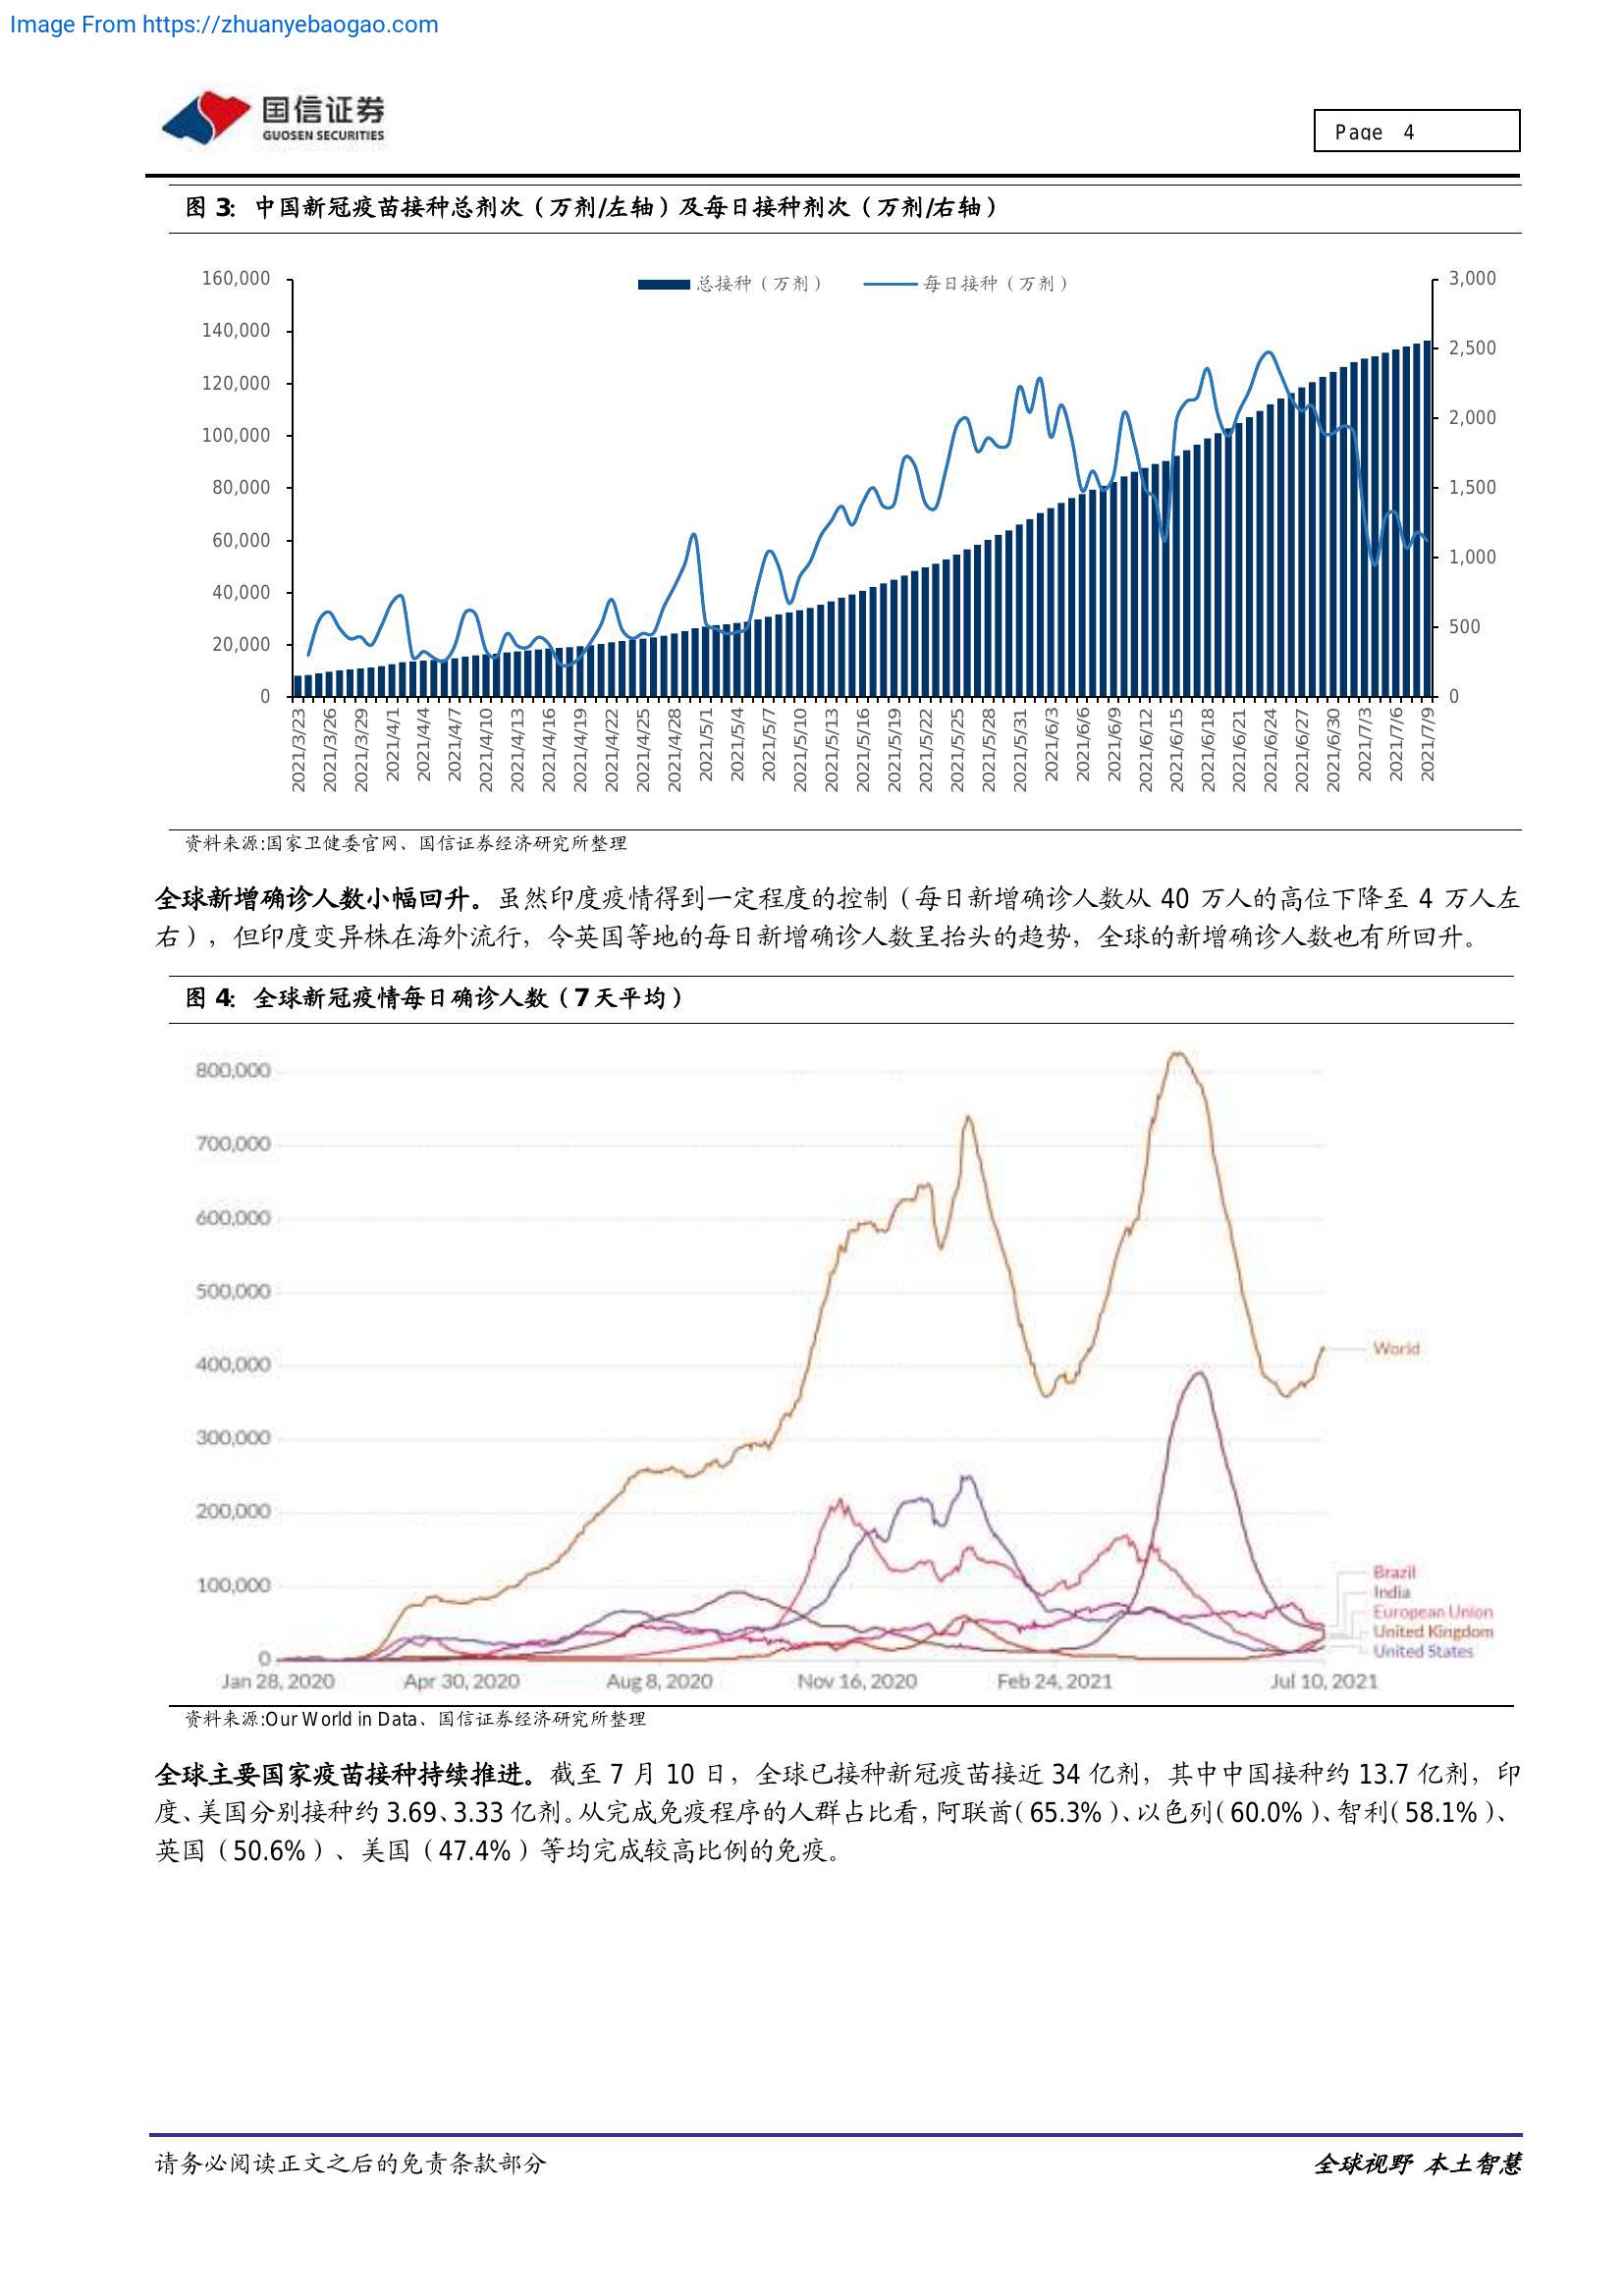 Image From https://zhuanyebaogao.com
国信证券
GUOSEN SECURITIES
Page 4
图 3: 中国新冠疫苗接种总剂次（万剂/左轴）及每日接种剂次（万剂/右轴）
总接种（万剂） 每日接种（万剂）
160,000
140,000
120,000
100,000
80,000
60,000
40,000
20,000
0
3,000
2,500
2,000
1,500
1,000
500
0
2021/3/23
2021/3/26
2021/3/29
2021/4/1
2021/4/4
2021/4/7
2021/4/10
2021/4/13
2021/4/16
2021/4/19
2021/4/22
2021/4/25
2021/4/28
2021/5/1
2021/5/4
2021/5/7
2021/5/10
2021/5/13
2021/5/16
2021/5/19
2021/5/22
2021/5/25
2021/5/28
2021/5/31
2021/6/3
2021/6/6
2021/6/9
2021/6/12
2021/6/15
2021/6/18
2021/6/21
2021/6/24
2021/6/27
2021/6/30
2021/7/3
2021/7/6
2021/7/9
资料来源:国家卫健委官网、国信证券经济研究所整理
全球新增确诊人数小幅回升。虽然印度疫情得到一定程度的控制（每日新增确诊人数从 40 万人的高位下降至 4 万人左
右），但印度变异株在海外流行，令英国等地的每日新增确诊人数呈抬头的趋势，全球的新增确诊人数也有所回升。
图 4: 全球新冠疫情每日确诊人数（7 天平均）
800,000
700,000
600,000
500,000
400,000
300,000
200,000
100,000
0
World
Brazil
India
European Union
United Kingdom
United States
Jan 28, 2020 Apr 30, 2020 Aug 8, 2020 Nov 16, 2020 Feb 24, 2021 Jul 10, 2021
资料来源:Our World in Data、国信证券经济研究所整理
全球主要国家疫苗接种持续推进。截至 7 月 10 日，全球已接种新冠疫苗接近 34 亿剂，其中中国接种约 13.7 亿剂，印
度、美国分别接种约 3.69、3.33 亿剂。从完成免疫程序的人群占比看，阿联酋（65.3%）、以色列（60.0%）、智利（58.1%）、
英国（50.6%）、美国（47.4%）等均完成较高比例的免疫。
请务必阅读正文之后的免责条款部分
全球视野 本土智慧